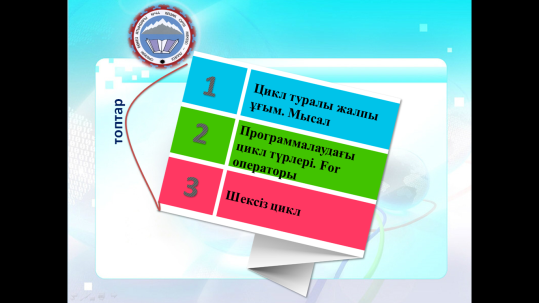 топтар
1
Цикл туралы жалпы
ұғым. Мысал
2
Программалаудағы
цикл түрлері. For
операторы
3
Шексіз цикл